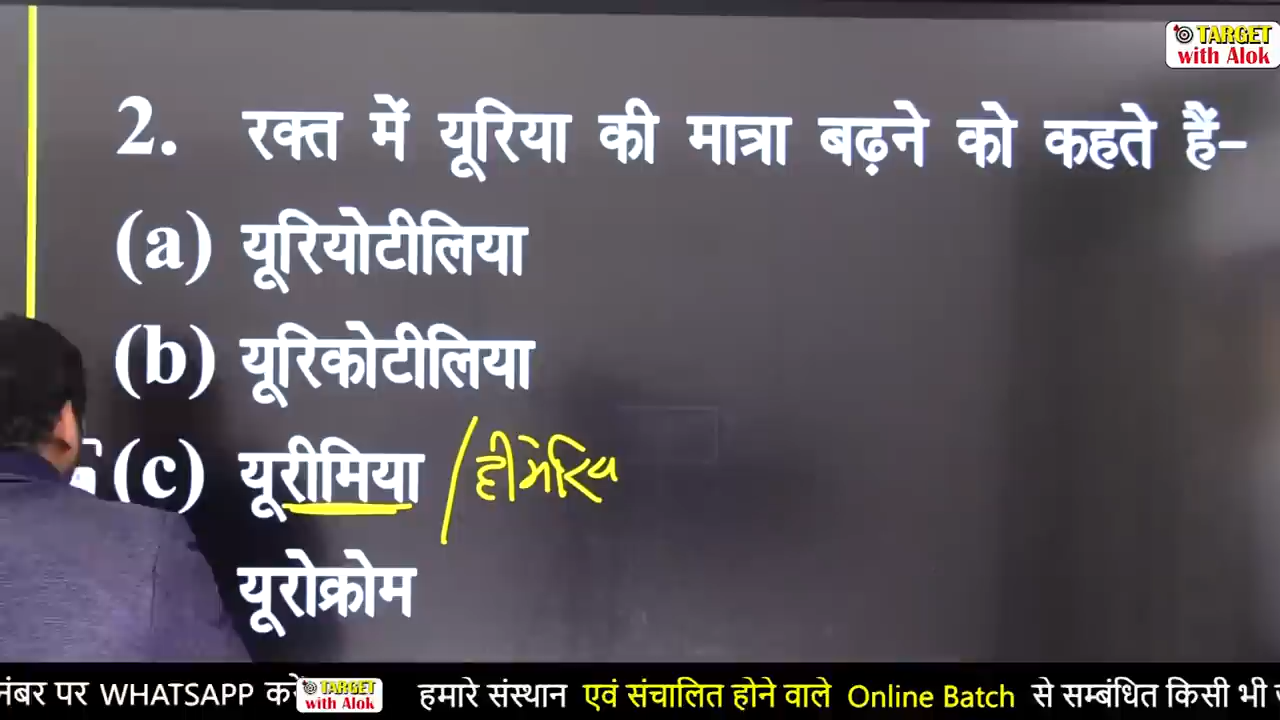 TARGET
with Alok
2. रक्त में यूरिया की मात्रा बढ़ने को कहते हैं–
(a) यूरियोटीलिया
(b) यूरिकोटीलिया
(c) यूरीमिया /
यूरोक्रोम
नंबर पर WHATSAPP करे TARGET with Alok हमारे संस्थान एवं संचालित होने वाले Online Batch से सम्बंधित किसी भी